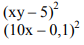 (xy – 5)²
(10x – 0,1)²